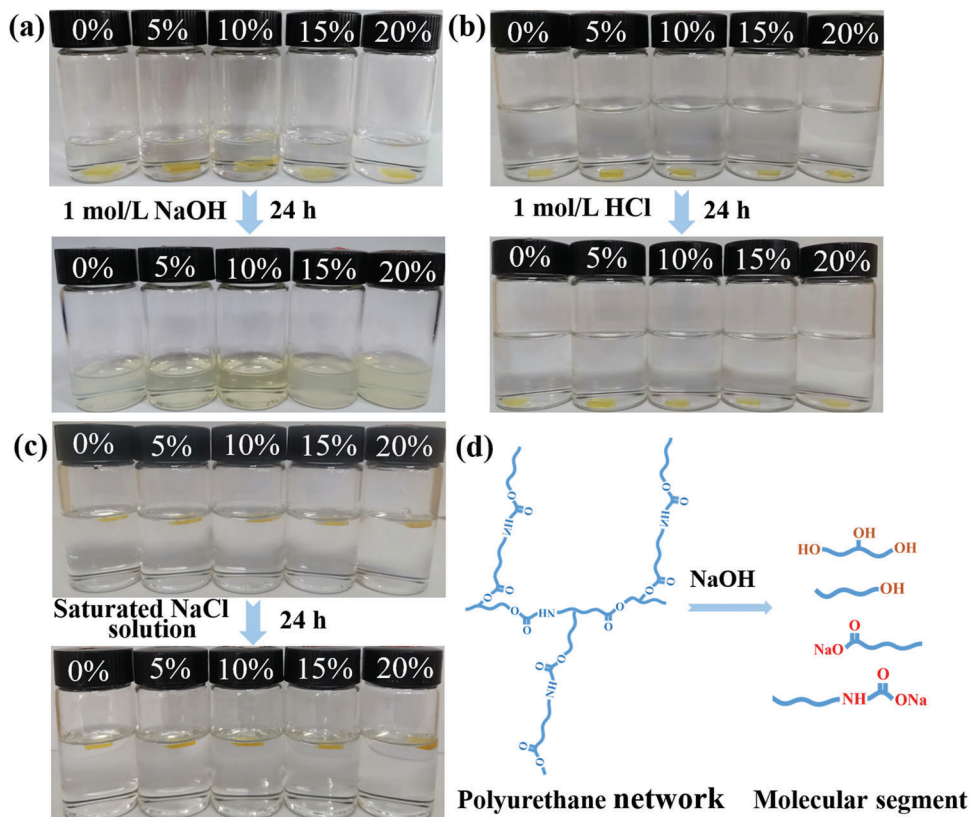 (a)
0% 5% 10% 15% 20%
1 mol/L NaOH 24 h
0% 5% 10% 15% 20%
(b)
0% 5% 10% 15% 20%
1 mol/L HCl 24 h
0% 5% 10% 15% 20%
(c)
0% 5% 10% 15% 20%
Saturated NaCl
solution
24 h
0% 5% 10% 15% 20%
(d)
O
O
HN
O
O
O
O
HN
O
O
O
O
HN
O
O
O
O
HN
O
O
NaOH
OH
HO OH
OH
O
NaO
O
NH ONa
Polyurethane network Molecular segment